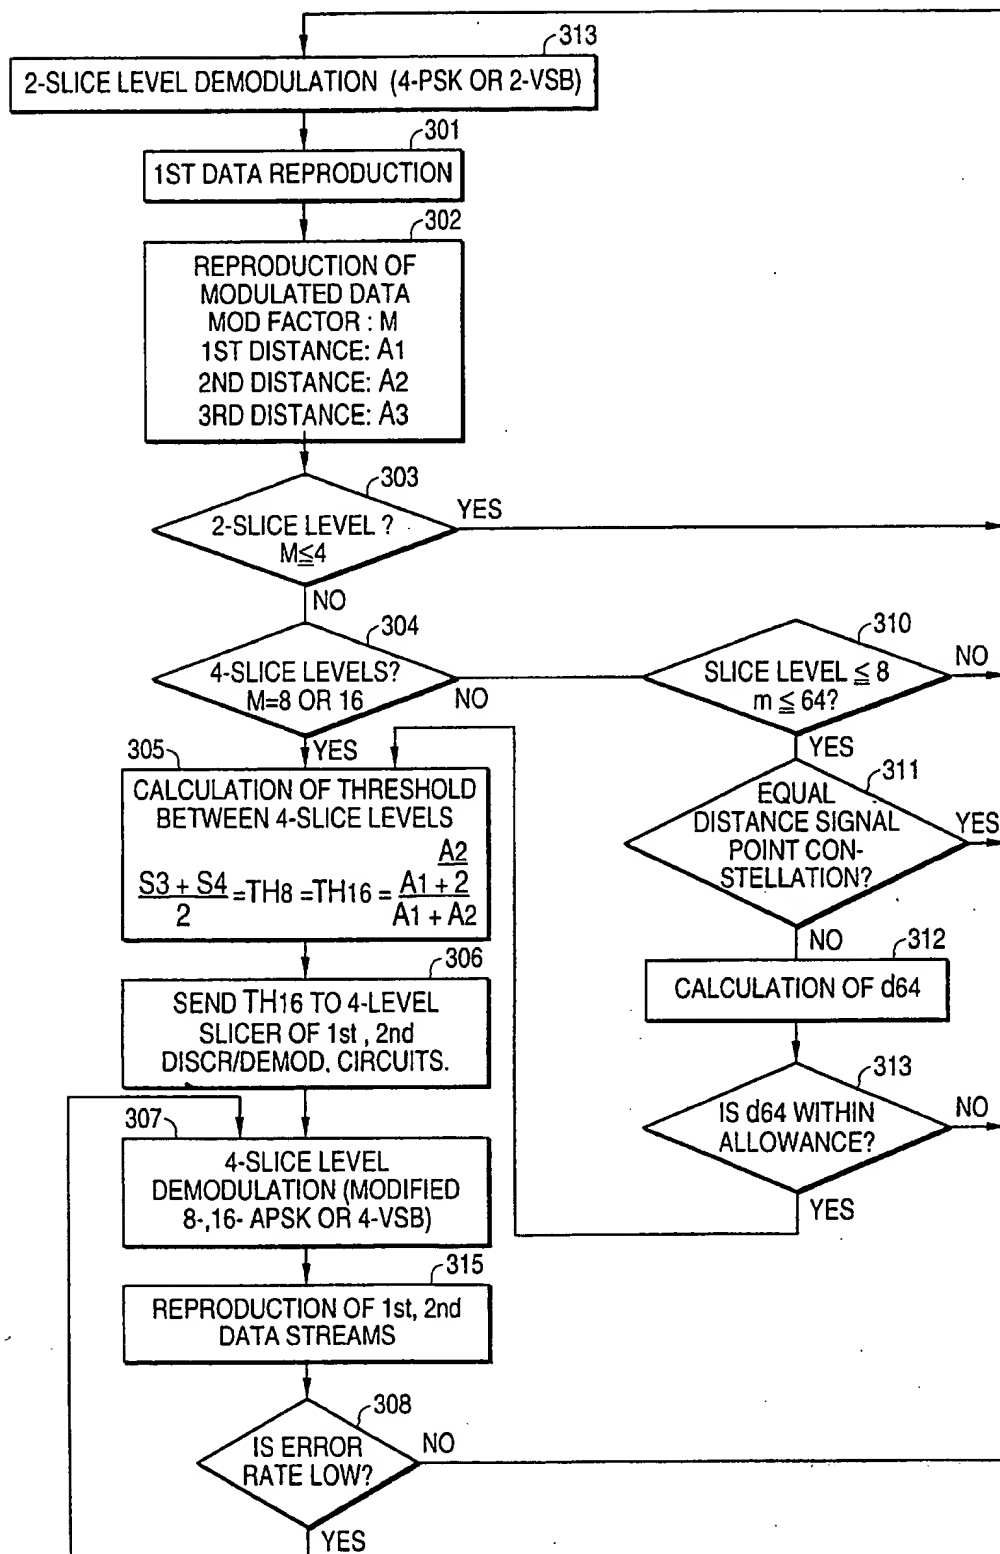 313
2-SLICE LEVEL DEMODULATION (4-PSK OR 2-VSB)
301
1ST DATA REPRODUCTION
302
REPRODUCTION OF
MODULATED DATA
MOD FACTOR : M
1ST DISTANCE: A1
2ND DISTANCE: A2
3RD DISTANCE: A3
303
2-SLICE LEVEL ?
M≦4
YES
NO
304
4-SLICE LEVELS?
M=8 OR 16
NO
YES
310
SLICE LEVEL ≦ 8
m ≦ 64?
NO
YES
305
CALCULATION OF THRESHOLD
BETWEEN 4-SLICE LEVELS
S3 + S4
2
=TH8 =TH16 =
A2
A1 + 2
A1 + A2
311
EQUAL
DISTANCE SIGNAL
POINT CON-
STELLATION?
YES
NO
306
SEND TH16 TO 4-LEVEL
SLICER OF 1st , 2nd
DISCR/DEMOD. CIRCUITS.
312
CALCULATION OF d64
313
IS d64 WITHIN
ALLOWANCE?
NO
YES
307
4-SLICE LEVEL
DEMODULATION (MODIFIED
8-,16- APSK OR 4-VSB)
315
REPRODUCTION OF 1st, 2nd
DATA STREAMS
308
IS ERROR
RATE LOW?
NO
YES